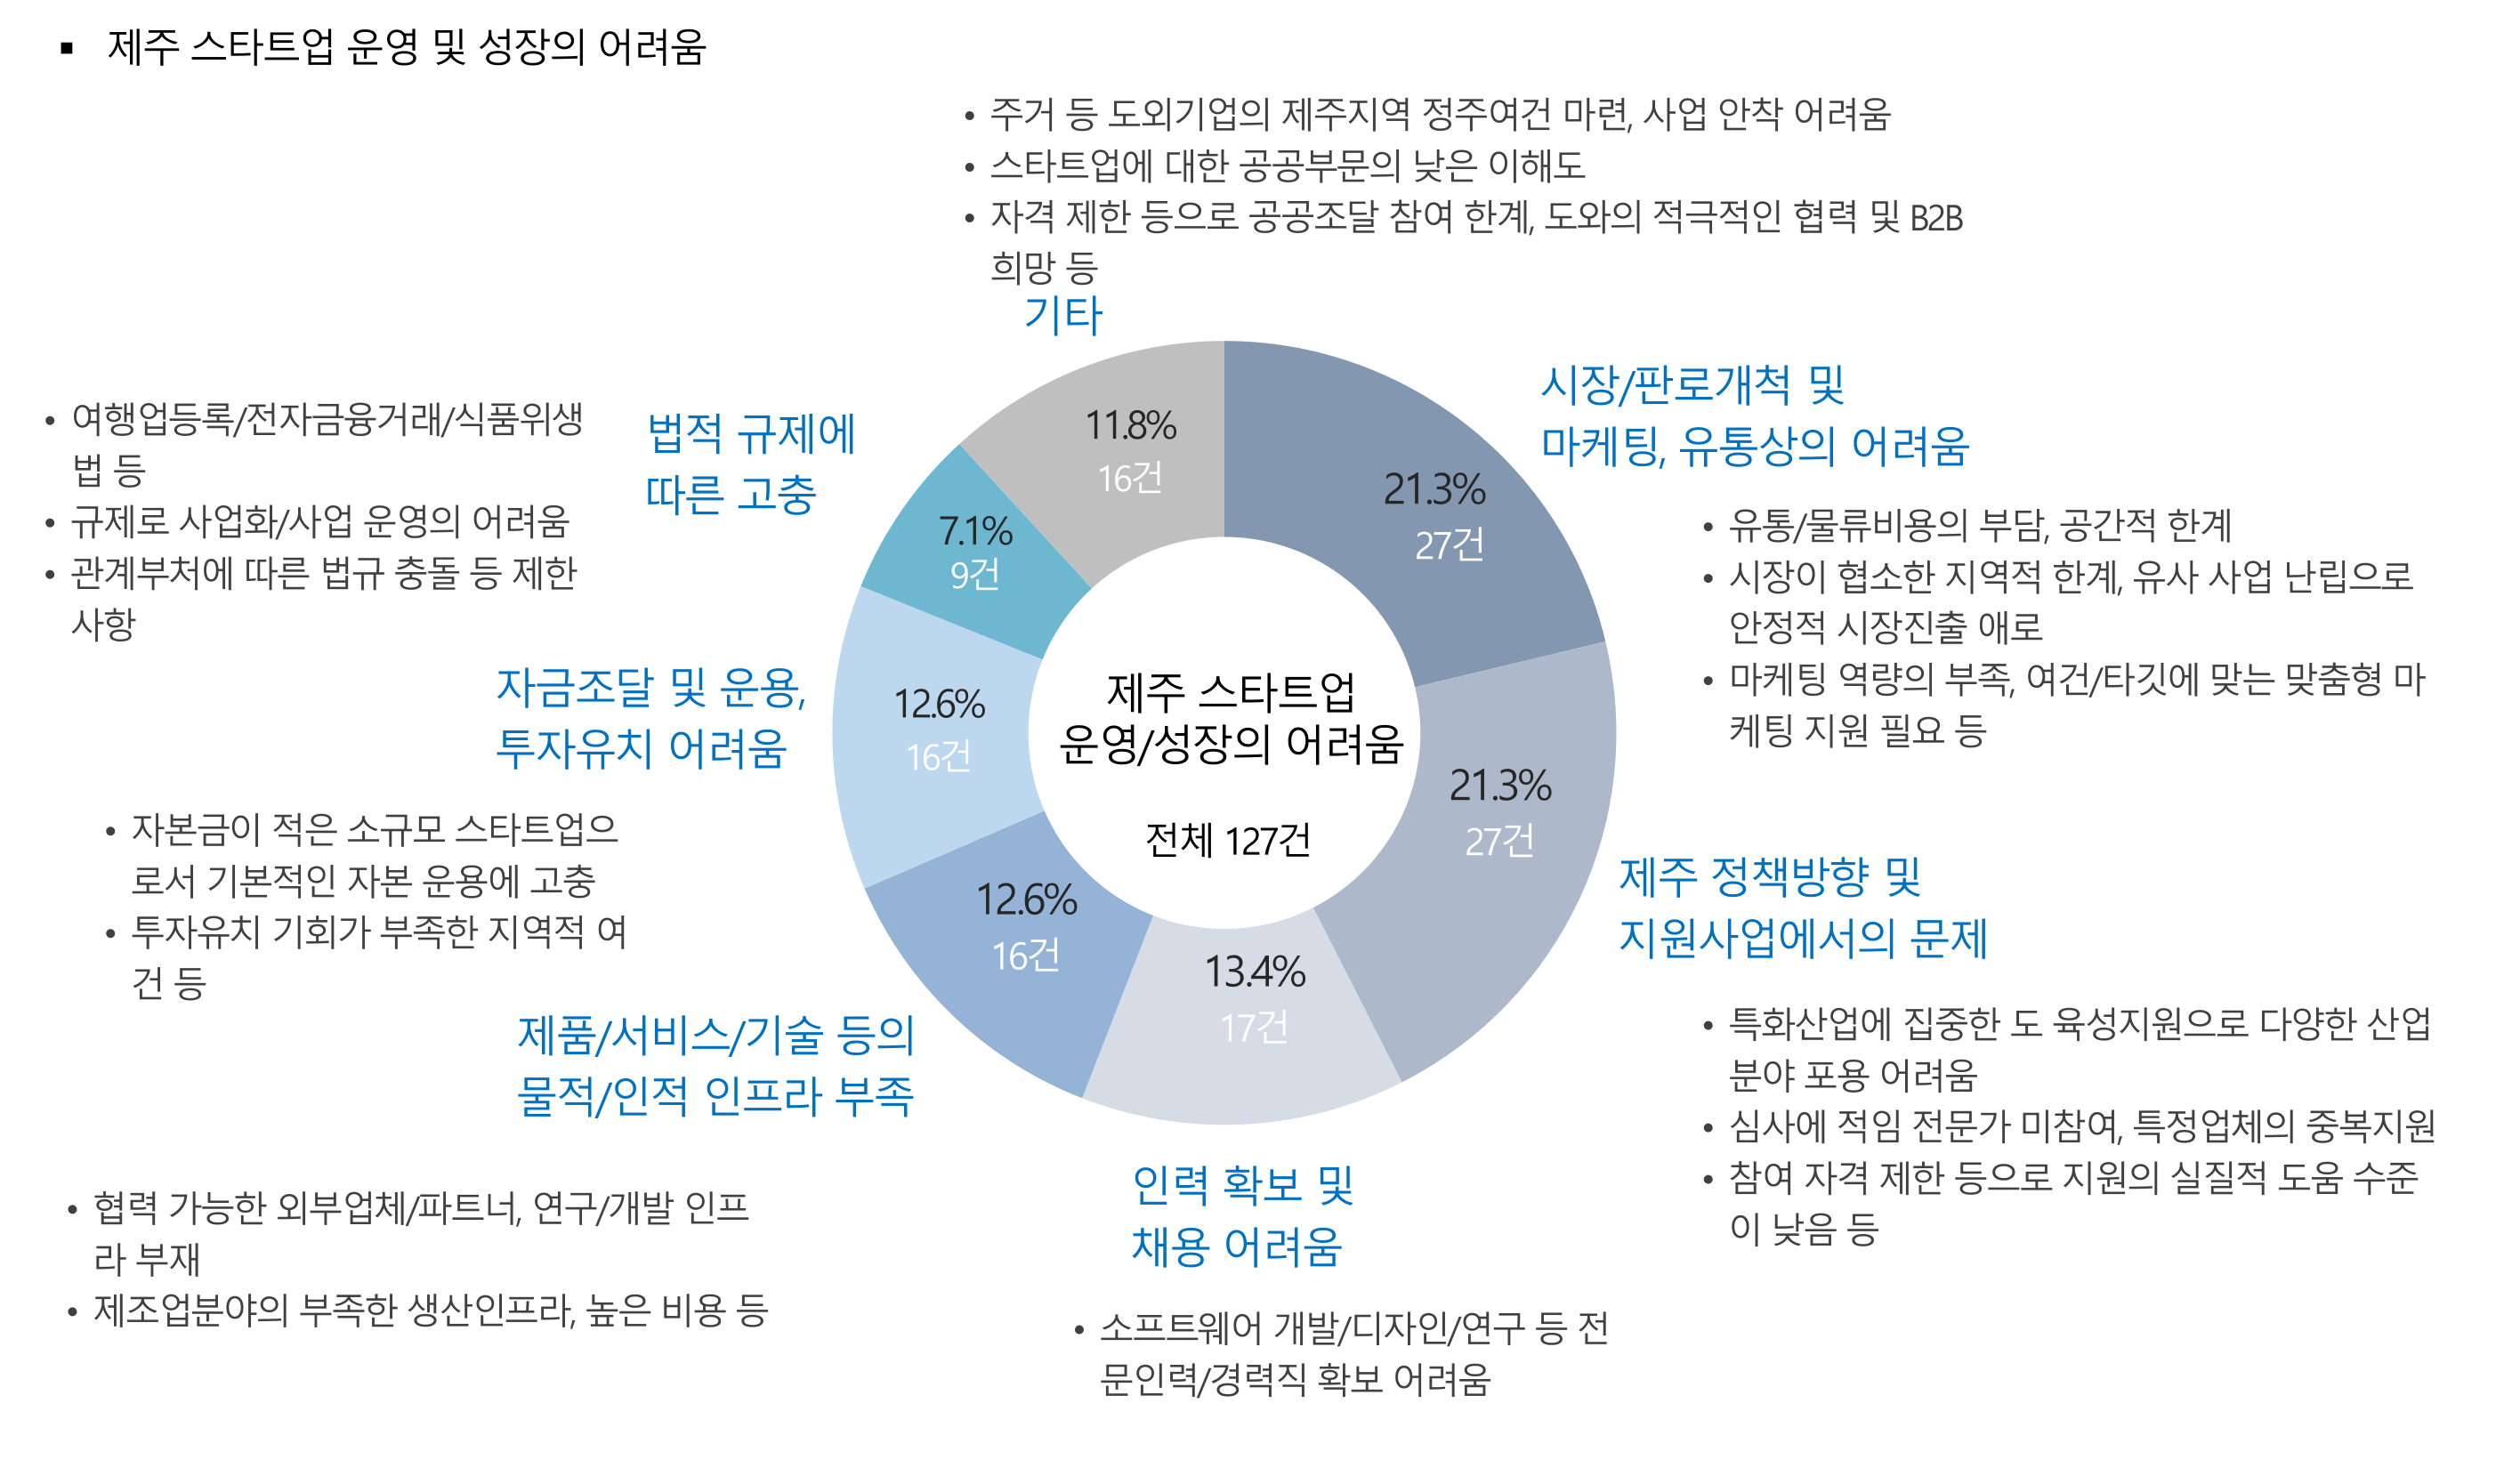 ▪ 제주 스타트업 운영 및 성장의 어려움
• 주거 등 도외기업의 제주지역 정주여건 마련, 사업 안착 어려움
• 스타트업에 대한 공공부문의 낮은 이해도
• 자격 제한 등으로 공공조달 참여 한계, 도와의 적극적인 협력 및 B2B
희망 등
기타
11.8%
16건
시장/판로개척 및
마케팅, 유통상의 어려움
21.3%
27건
• 유통/물류비용의 부담, 공간적 한계
• 시장이 협소한 지역적 한계, 유사 사업 난립으로
안정적 시장진출 애로
• 마케팅 역량의 부족, 여건/타깃에 맞는 맞춤형 마
케팅 지원 필요 등
21.3%
27건
제주 정책방향 및
지원사업에서의 문제
• 특화산업에 집중한 도 육성지원으로 다양한 산업
분야 포용 어려움
• 심사에 적임 전문가 미참여, 특정업체의 중복지원
• 참여 자격 제한 등으로 지원의 실질적 도움 수준
이 낮음 등
13.4%
17건
인력 확보 및
채용 어려움
• 소프트웨어 개발/디자인/연구 등 전
문인력/경력직 확보 어려움
12.6%
16건
제품/서비스/기술 등의
물적/인적 인프라 부족
• 협력 가능한 외부업체/파트너, 연구/개발 인프
라 부재
• 제조업분야의 부족한 생산인프라, 높은 비용 등
12.6%
16건
자금조달 및 운용,
투자유치 어려움
• 자본금이 적은 소규모 스타트업으
로서 기본적인 자본 운용에 고충
• 투자유치 기회가 부족한 지역적 여
건 등
7.1%
9건
법적 규제에
따른 고충
• 여행업등록/전자금융거래/식품위생
법 등
• 규제로 사업화/사업 운영의 어려움
• 관계부처에 따른 법규 충돌 등 제한
사항
제주 스타트업
운영/성장의 어려움
전체 127건